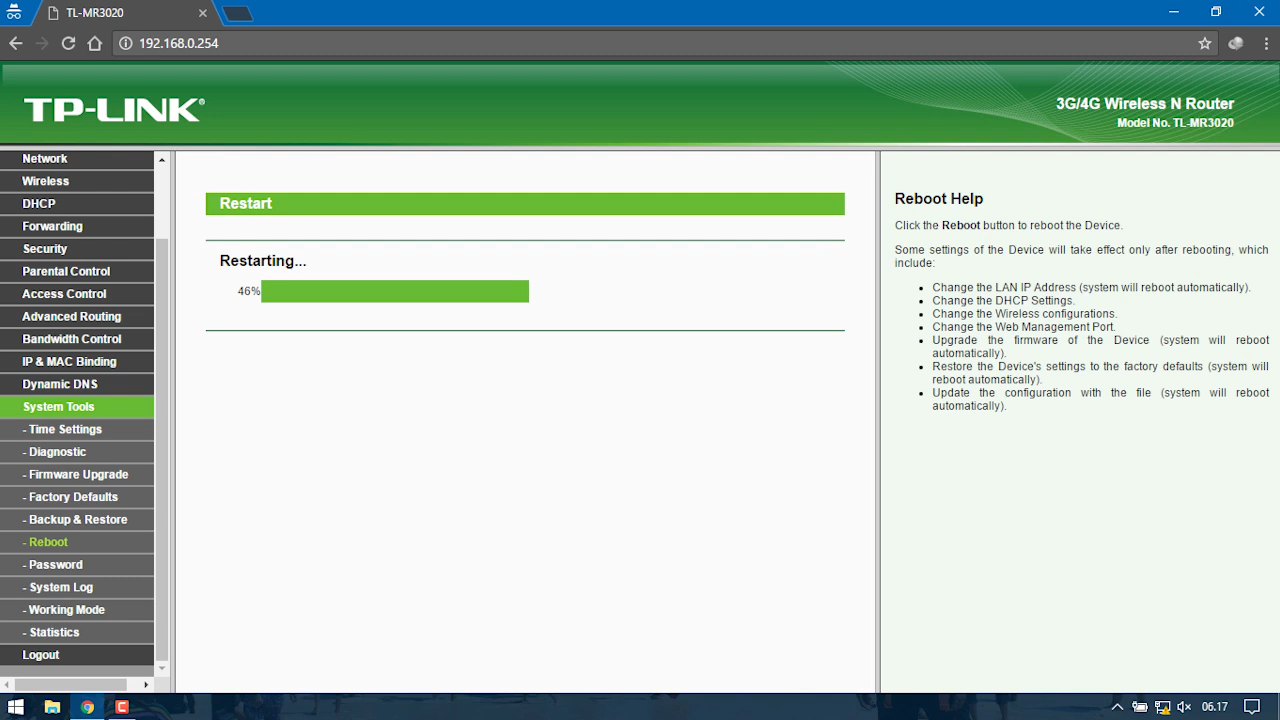 TL-MR3020
192.168.0.254
TP-LINK®
3G/4G Wireless N Router
Model No. TL-MR3020
Network
Wireless
DHCP
Forwarding
Security
Parental Control
Access Control
Advanced Routing
Bandwidth Control
IP & MAC Binding
Dynamic DNS
System Tools
- Time Settings
- Diagnostic
- Firmware Upgrade
- Factory Defaults
- Backup & Restore
- Reboot
- Password
- System Log
- Working Mode
- Statistics
Logout
Restart
Restarting...
46%
Reboot Help
Click the Reboot button to reboot the Device.
Some settings of the Device will take effect only after rebooting, which
include:
• Change the LAN IP Address (system will reboot automatically).
• Change the DHCP Settings.
• Change the Wireless configurations.
• Change the Web Management Port.
• Upgrade the firmware of the Device (system will reboot
automatically).
• Restore the Device's settings to the factory defaults (system will
reboot automatically).
• Update the configuration with the file (system will reboot
automatically).
06.17